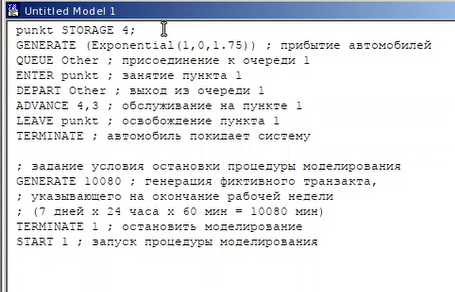 Untitled Model 1
punkt STORAGE 4;
GENERATE (Exponential(1,0,1.75)) ; прибытие автомобилей
QUEUE Other ; присоединение к очереди 1
ENTER punkt ; занятие пункта 1
DEPART Other ; выход из очереди 1
ADVANCE 4,3 ; обслуживание на пункте 1
LEAVE punkt ; освобождение пункта 1
TERMINATE ; автомобиль покидает систему
; задание условия остановки процедуры моделирования
GENERATE 10080 ; генерация фиктивного транзакта,
; указывающего на окончание рабочей недели
; (7 дней х 24 часа х 60 мин = 10080 мин)
TERMINATE 1 ; остановить моделирование
START 1 ; запуск процедуры моделирования